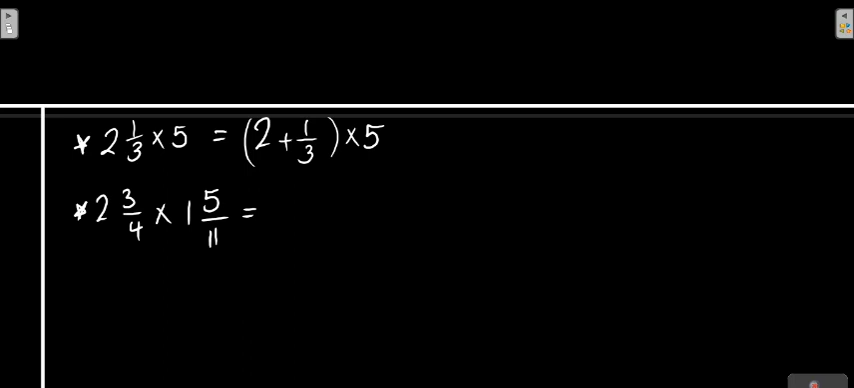 * 2 1/3 × 5 = (2 + 1/3) × 5
* 2 3/4 × 1 5/11 =